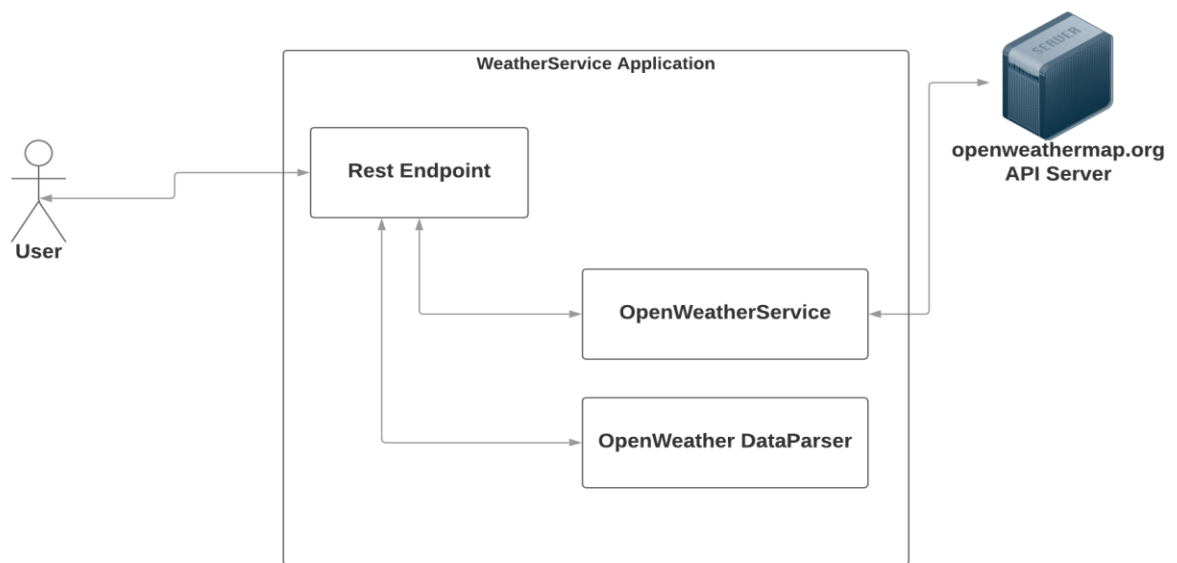 WeatherService Application
SERVER
Rest Endpoint
openweathermap.org
API Server
User
OpenWeatherService
OpenWeather DataParser